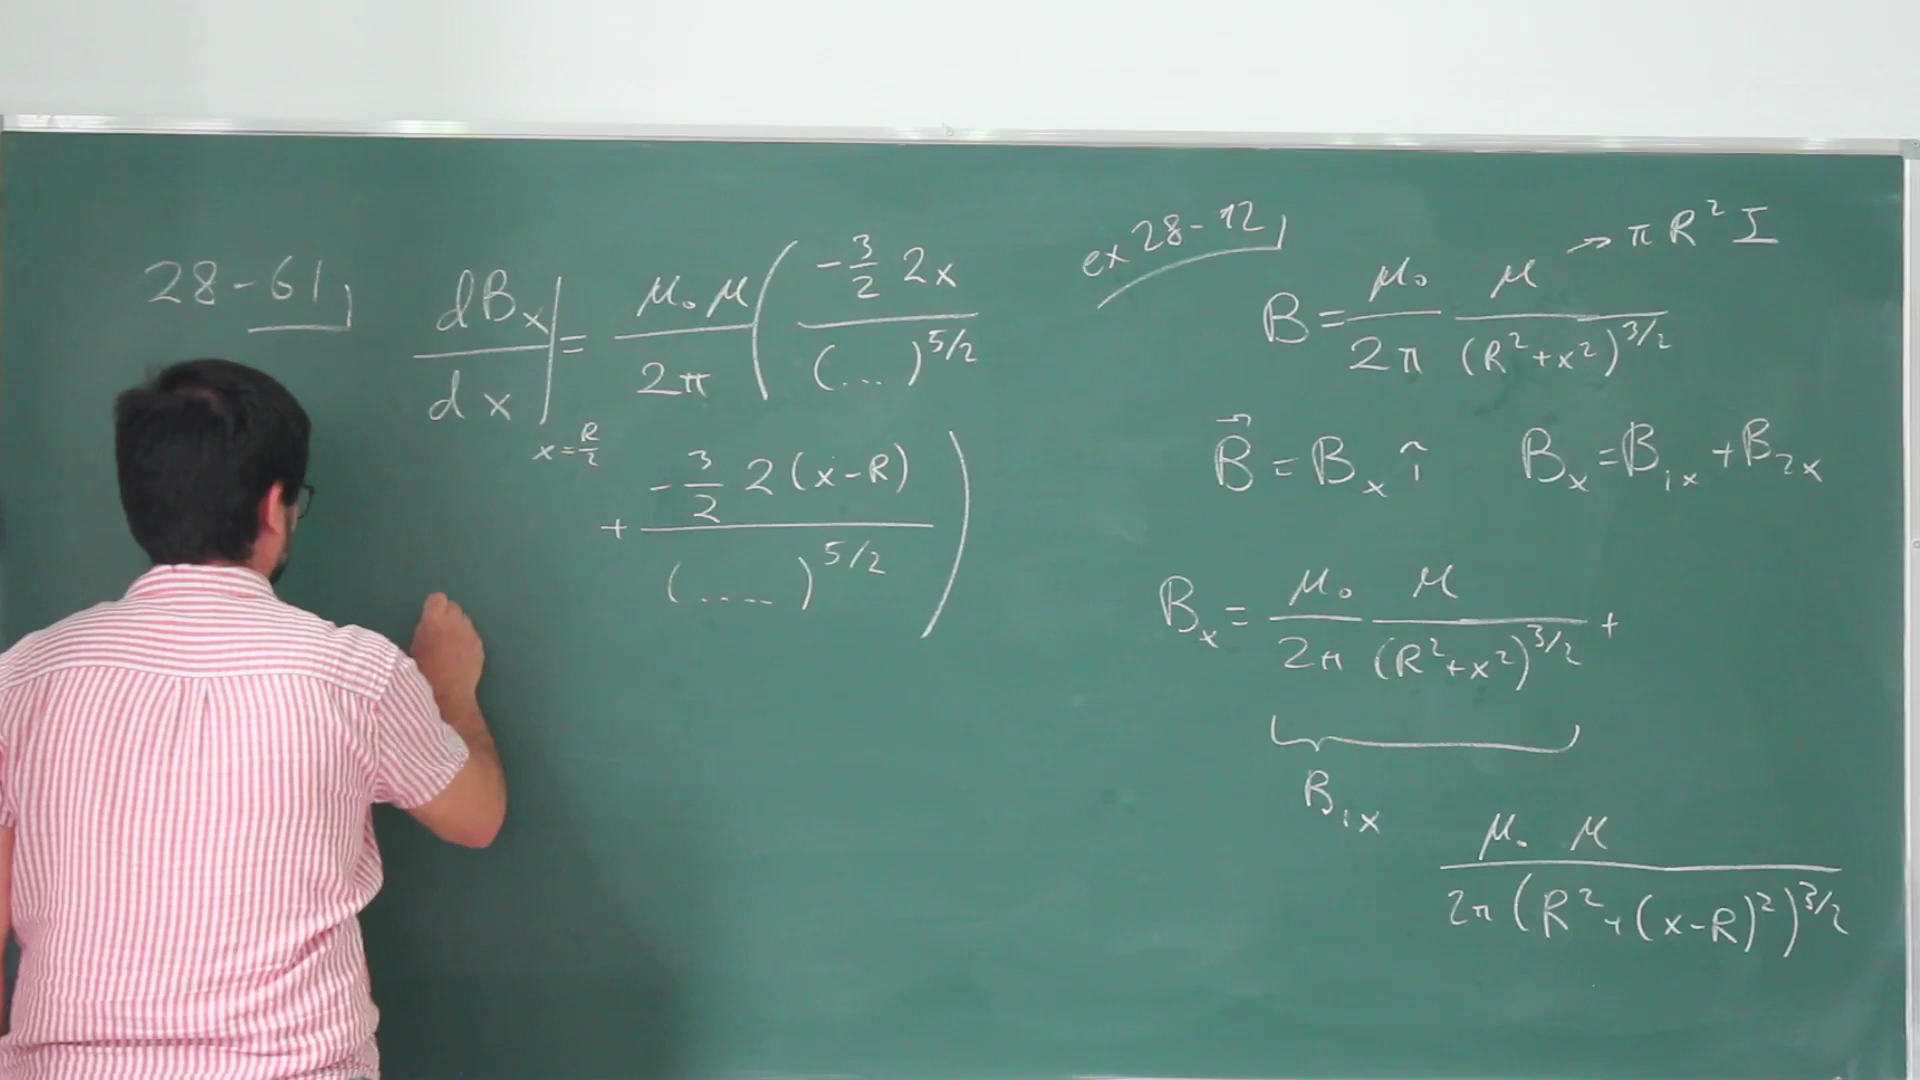 28-61
dBx/dx |x=R/2 = μ₀μ/2π ( -3/2 2x/(...)^5/2
+ -3/2 2(x-R)/(....)^5/2 )
ex 28-12
B = μ₀/2π μ/(R²+x²)^3/2 → πR²I
B⃗ = Bx î Bx = B1x + B2x
Bx = μ₀/2π μ/(R²+x²)^3/2 +
B1x
μ₀ μ/2π(R²+(x-R)²)^3/2